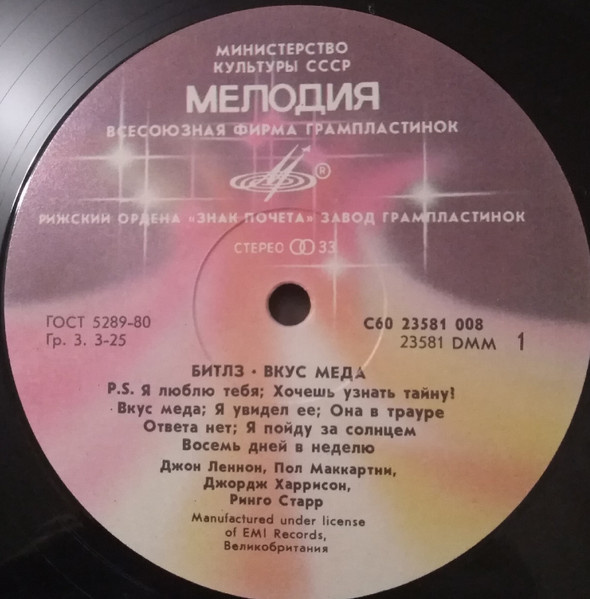 МИНИСТЕРСТВО
КУЛЬТУРЫ СССР
МЕЛОДИЯ
ВСЕСОЮЗНАЯ ФИРМА ГРАМПЛАСТИНОК
®
РИЖСКИЙ ОРДЕНА «ЗНАК ПОЧЕТА» ЗАВОД ГРАМПЛАСТИНОК
СТЕРЕО 33
ГОСТ 5289-80
Гр. 3. 3-25
С60 23581 008
23581 DMM 1
БИТЛЗ · ВКУС МЕДА
P.S. Я люблю тебя; Хочешь узнать тайну!
Вкус меда; Я увидел ее; Она в трауре
Ответа нет; Я пойду за солнцем
Восемь дней в неделю
Джон Леннон, Пол Маккартни,
Джордж Харрисон,
Ринго Старр
Manufactured under license
of EMI Records,
Великобритания